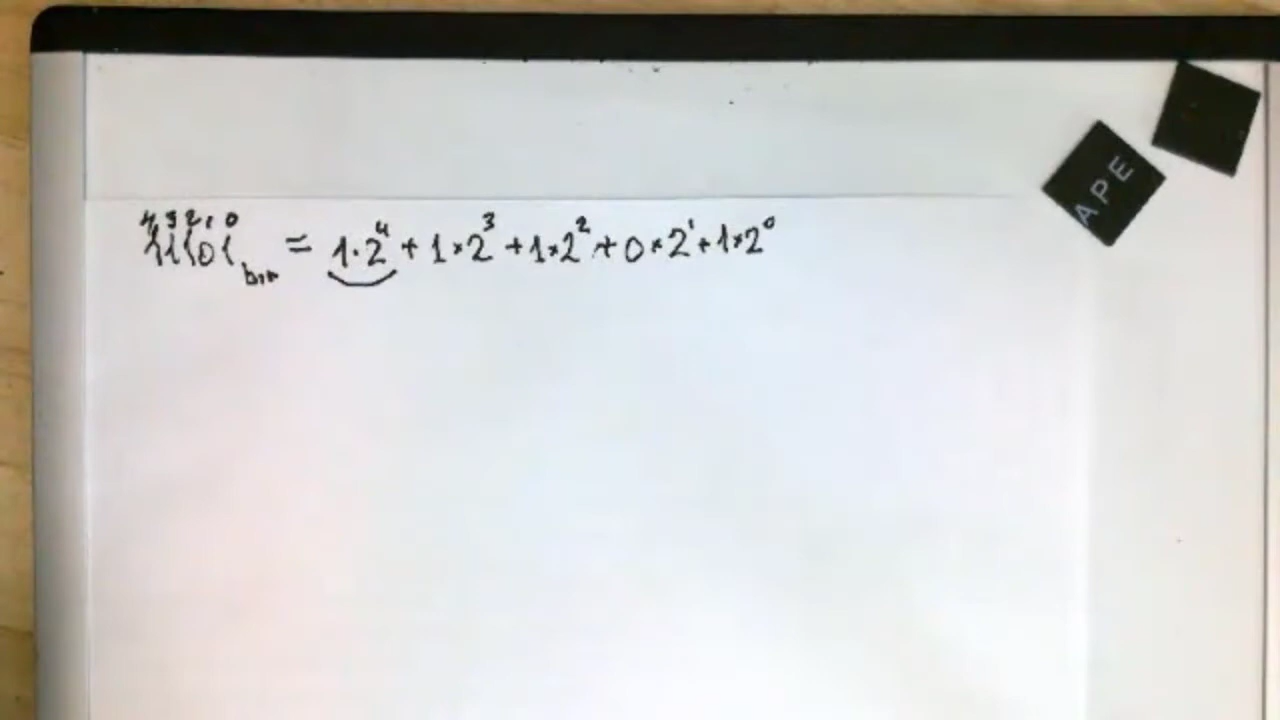 4 3 2 1 0
11101bin = 1·2⁴ + 1×2³ + 1×2² + 0×2¹ + 1×2⁰
APE